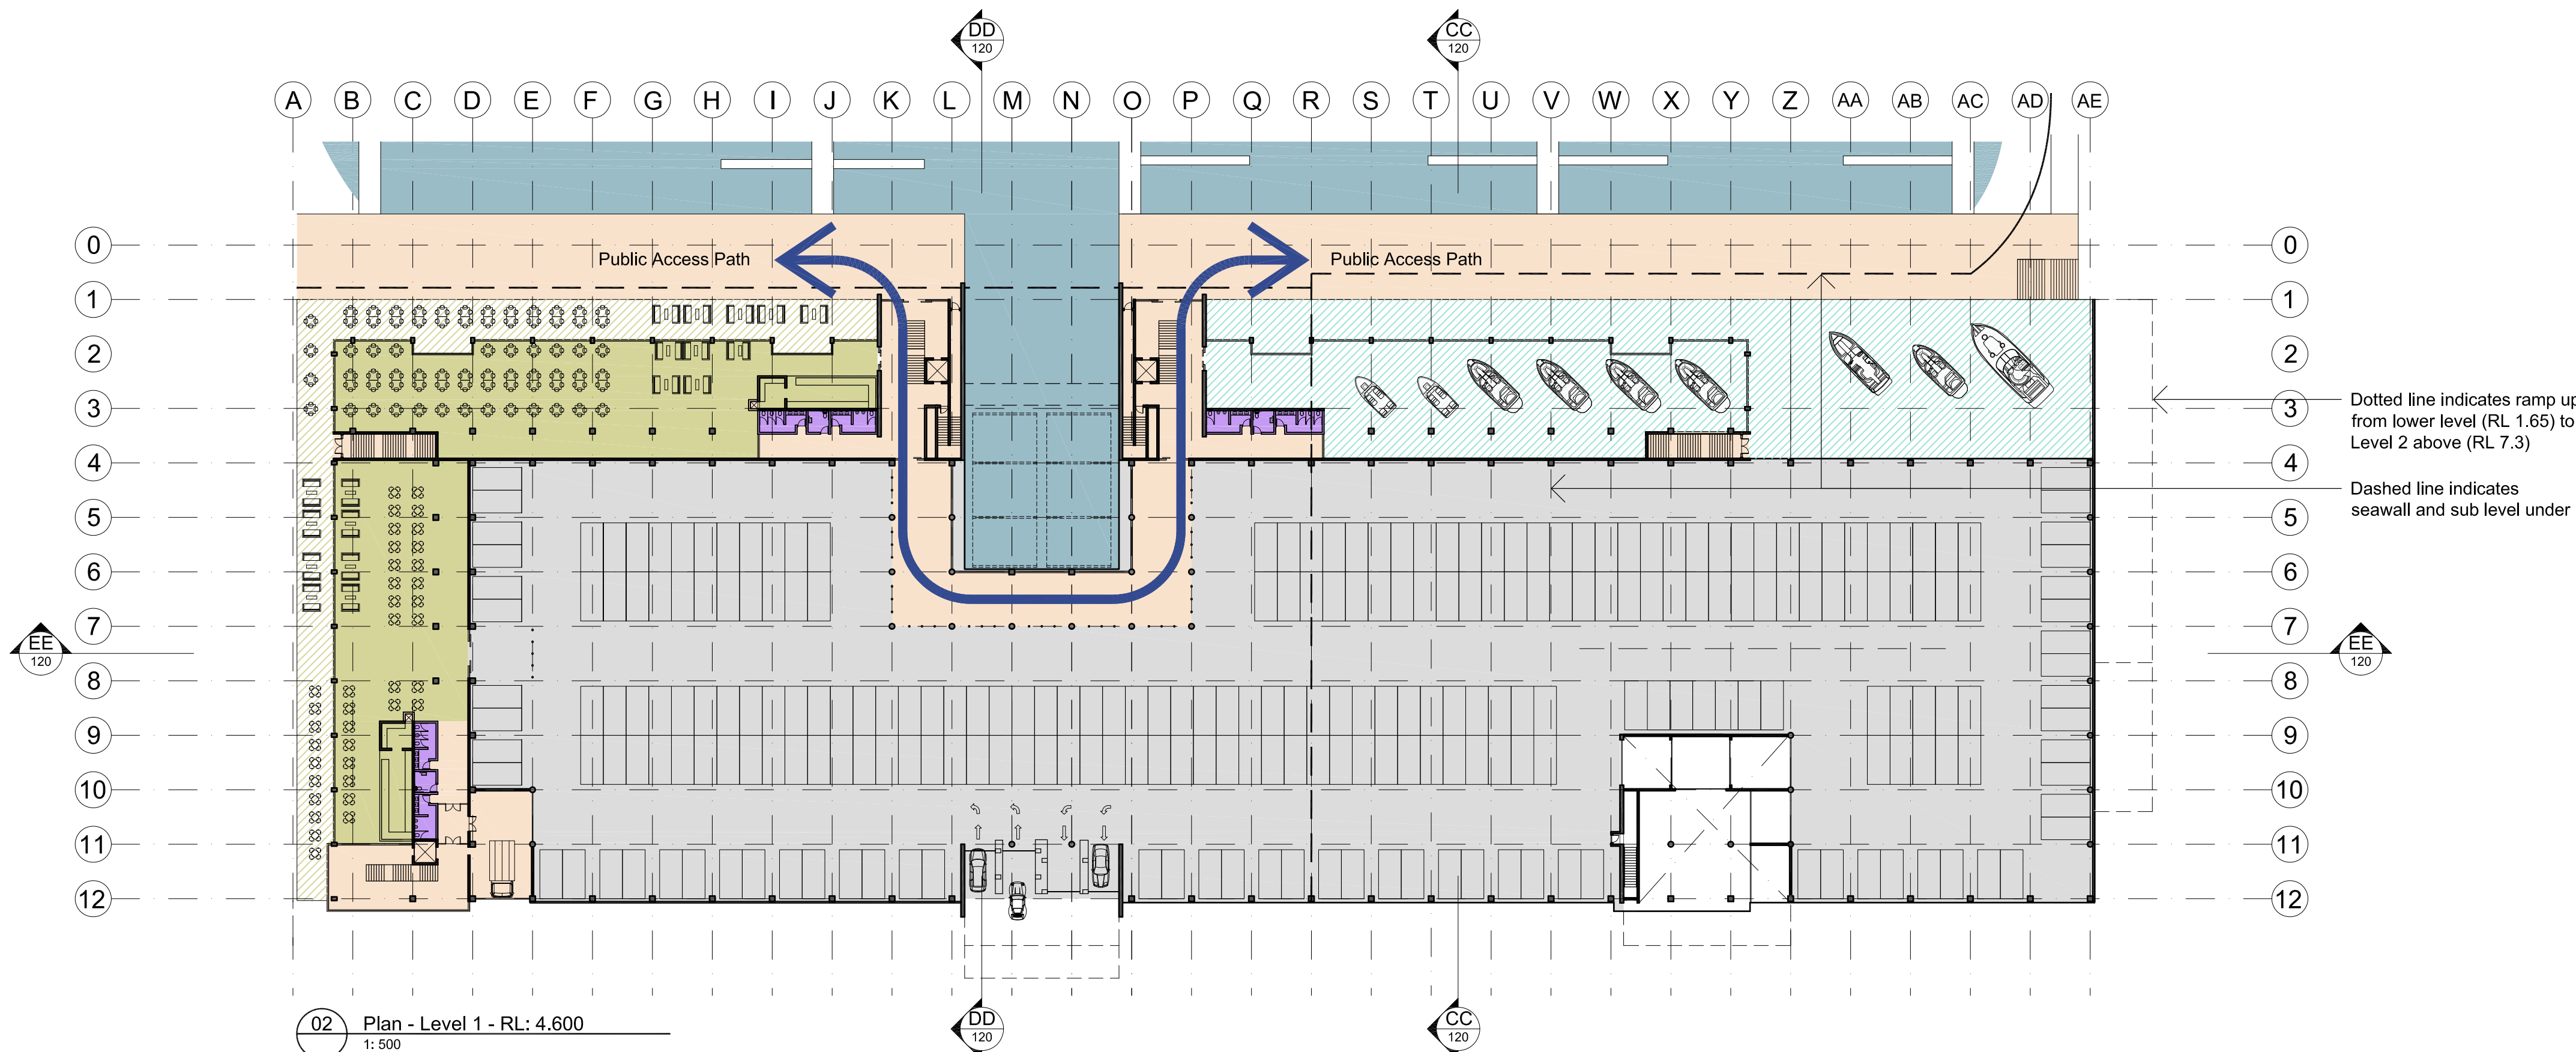 DD
120
CC
120
A B C D E F G H I J K L M N O P Q R S T U V W X Y Z AA AB AC AD AE
0 0
Public Access Path Public Access Path
1 1
2 2
3 3
Dotted line indicates ramp up
from lower level (RL 1.65) to
Level 2 above (RL 7.3)
4 4
Dashed line indicates
seawall and sub level under
5 5
6 6
7 7
EE EE
120 120
8 8
9 9
10 10
11 11
12 12
DD
120
CC
120
02 Plan - Level 1 - RL: 4.600
1: 500